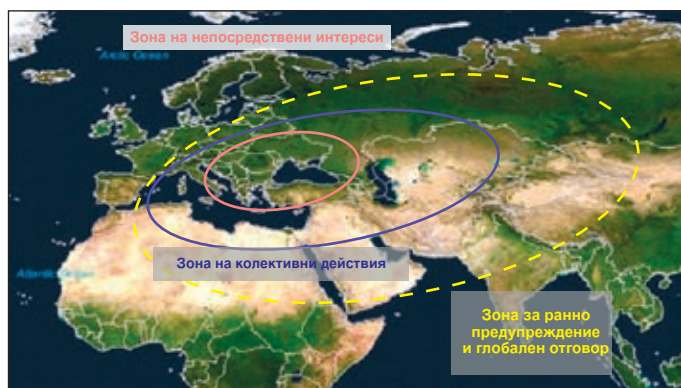 Зона на непосредствени интереси
Arctic Ocean
Зона на колективни действия
Atlantic Ocean
Зона за ранно
предупреждение
и глобален отговор